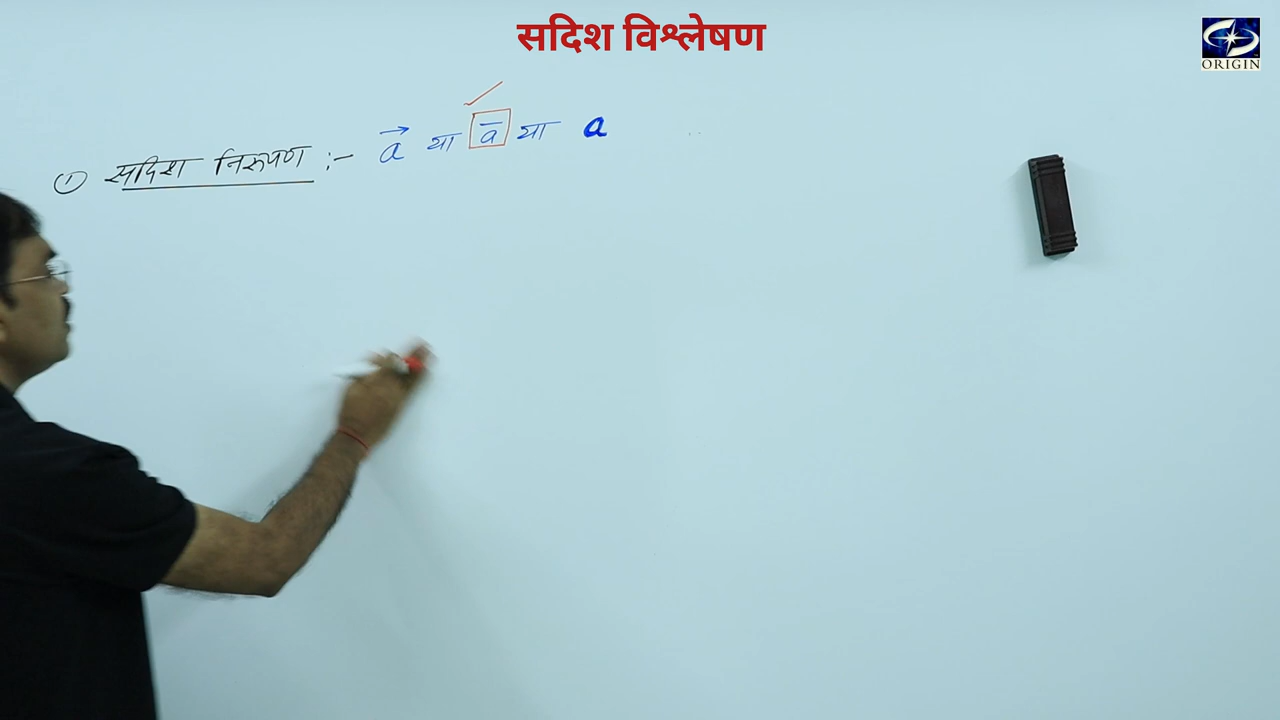 सदिश विश्लेषण
ORIGIN
① सदिश निरूपण :- a⃗ या a̅ या a